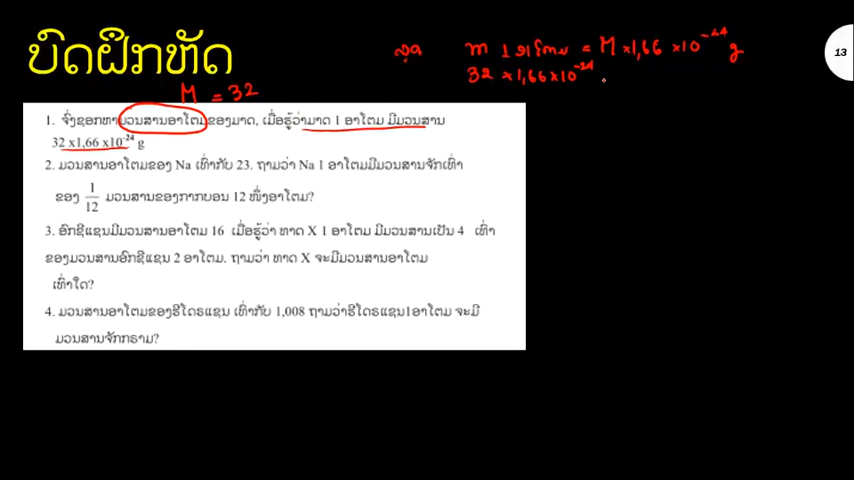 ບົດຝຶກຫັດ
ສູດ m 1 ອາໂຕມ = M × 1,66 × 10⁻²⁴ g
32 × 1,66 × 10⁻²⁴
13
M = 32
1. ຈົ່ງຊອກຫາມວນສານອາໂຕມຂອງມາດ, ເມື່ອຮູ້ວ່າມາດ 1 ອາໂຕມ ມີມວນສານ
32 x1,66 x10⁻²⁴ g
2. ມວນສານອາໂຕມຂອງ Na ເທົ່າກັບ 23. ຖາມວ່າ Na 1 ອາໂຕມມີມວນສານຈັກເທົ່າ
ຂອງ 1/12 ມວນສານຂອງກາກບອນ 12 ໜຶ່ງອາໂຕມ?
3. ອົກຊີແຊນມີມວນສານອາໂຕມ 16 ເມື່ອຮູ້ວ່າ ທາດ X 1 ອາໂຕມ ມີມວນສານເປັນ 4 ເທົ່າ
ຂອງມວນສານອົກຊີແຊນ 2 ອາໂຕມ. ຖາມວ່າ ທາດ X ຈະມີມວນສານອາໂຕມ
ເທົ່າໃດ?
4. ມວນສານອາໂຕມຂອງຮີໂດຣແຊນ ເທົ່າກັບ 1,008 ຖາມວ່າຮີໂດຣແຊນ1ອາໂຕມ ຈະມີ
ມວນສານຈັກກຣາມ?